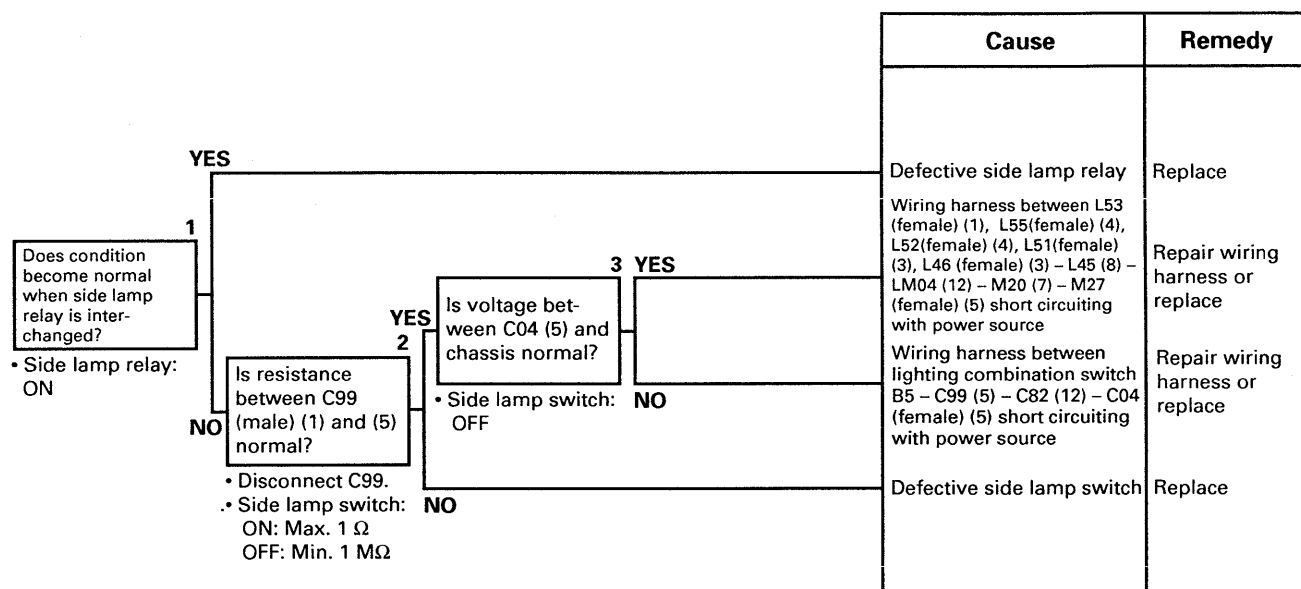 Cause
Remedy
YES
Defective side lamp relay
Replace
1
Does condition
become normal
when side lamp
relay is inter-
changed?
• Side lamp relay:
ON
Wiring harness between L53
(female) (1), L55(female) (4),
L52(female) (4), L51(female)
(3), L46 (female) (3) – L45 (8) –
LM04 (12) – M20 (7) – M27
(female) (5) short circuiting
with power source
Repair wiring
harness or
replace
3
YES
Is voltage bet-
ween C04 (5) and
chassis normal?
• Side lamp switch:
OFF
NO
YES
2
Is resistance
between C99
(male) (1) and (5)
normal?
NO
• Disconnect C99.
.• Side lamp switch:
ON: Max. 1 Ω
OFF: Min. 1 MΩ
Wiring harness between
lighting combination switch
B5 – C99 (5) – C82 (12) – C04
(female) (5) short circuiting
with power source
Repair wiring
harness or
replace
NO
Defective side lamp switch
Replace